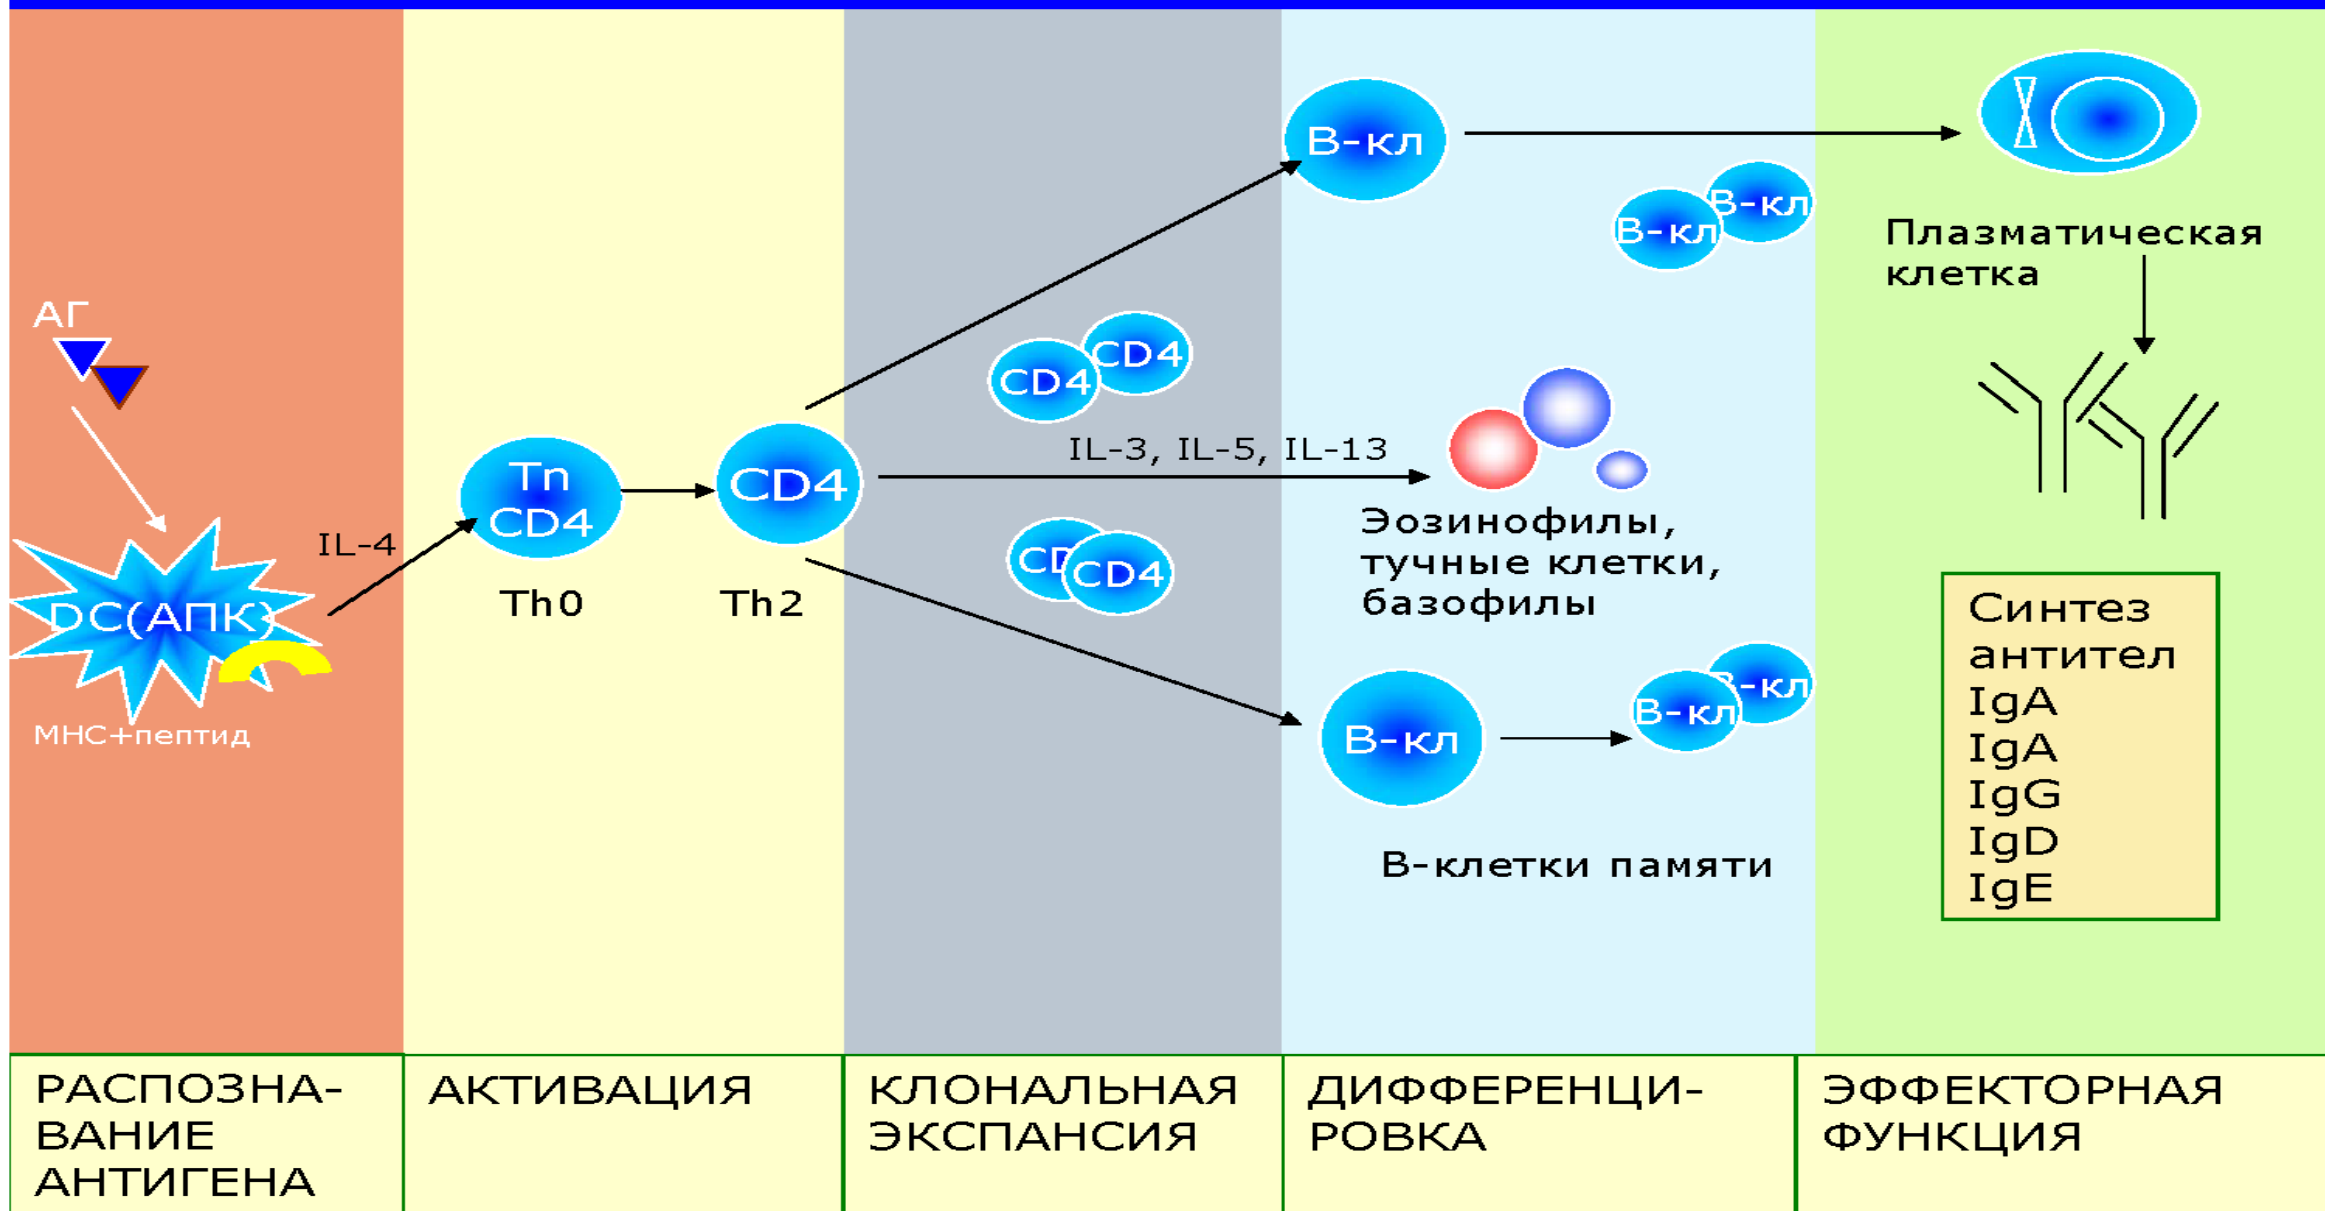 АГ
DC(АПК)
МНС+пептид
IL-4
Tn
CD4
Th0
CD4
Th2
CD4
CD4
CD4
IL-3, IL-5, IL-13
В-кл
В-кл
В-кл
Эозинофилы,
тучные клетки,
базофилы
В-кл
В-кл
В-кл
В-клетки памяти
Плазматическая
клетка
Синтез
антител
IgA
IgA
IgG
IgD
IgE
РАСПОЗНА-
ВАНИЕ
АНТИГЕНА
АКТИВАЦИЯ
КЛОНАЛЬНАЯ
ЭКСПАНСИЯ
ДИФФЕРЕНЦИ-
РОВКА
ЭФФЕКТОРНАЯ
ФУНКЦИЯ